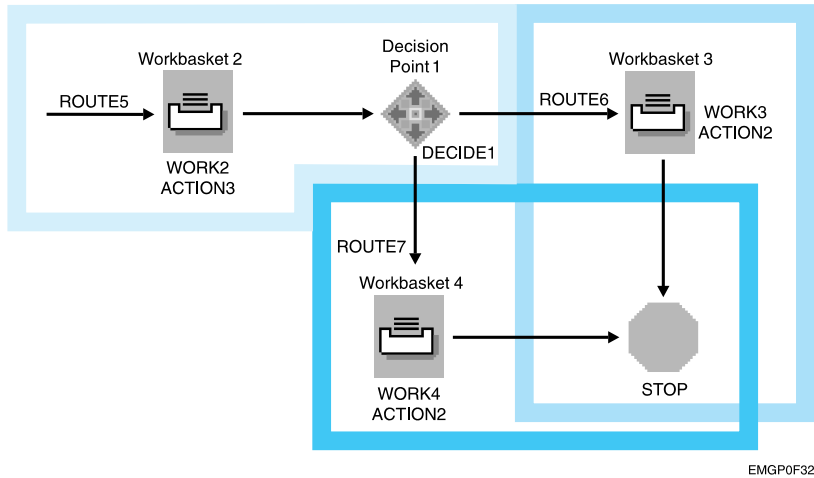 Workbasket 2
Decision
Point 1
Workbasket 3
ROUTE5
ROUTE6
WORK3
ACTION2
DECIDE1
WORK2
ACTION3
ROUTE7
Workbasket 4
WORK4
ACTION2
STOP
EMGP0F32